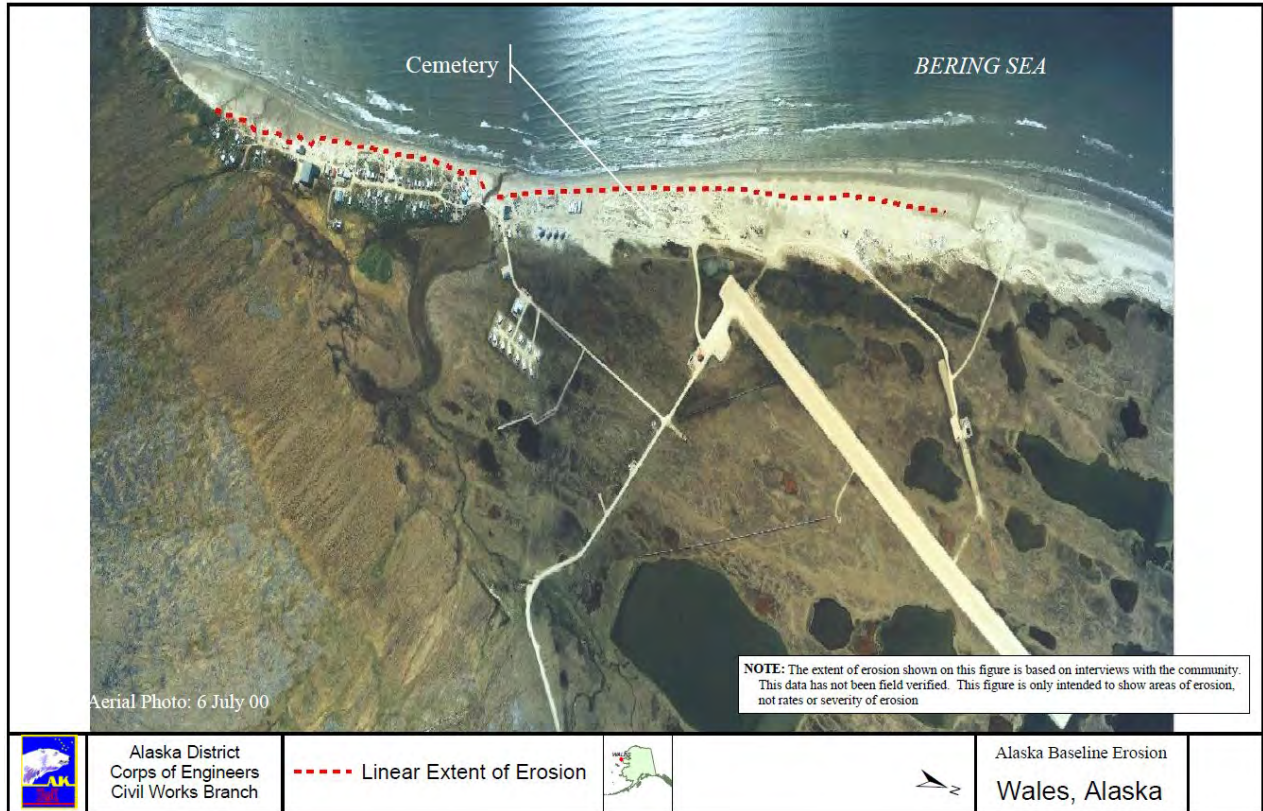 Cemetery
BERING SEA
NOTE: The extent of erosion shown on this figure is based on interviews with the community.
This data has not been field verified. This figure is only intended to show areas of erosion,
not rates or severity of erosion
Aerial Photo: 6 July 00
AK
Alaska District
Corps of Engineers
Civil Works Branch
Linear Extent of Erosion
WALES
N
Alaska Baseline Erosion
Wales, Alaska